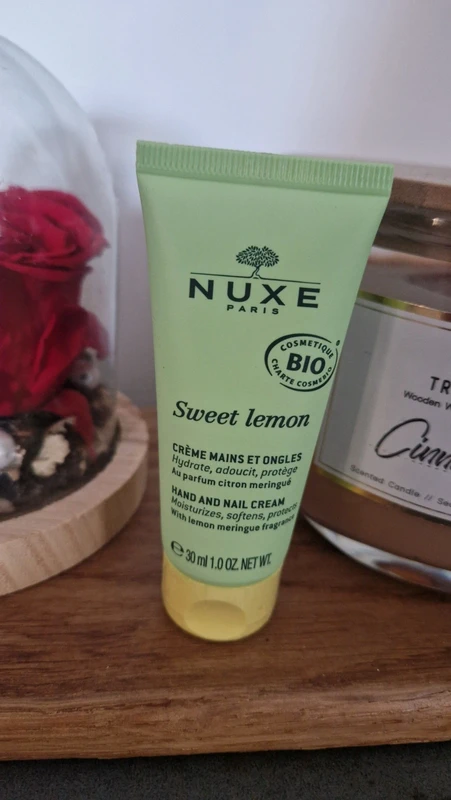 NUXE
PARIS
COSMETIQUE
BIO
CHARTE COSMEBIO
®
Sweet lemon
CRÈME MAINS ET ONGLES
Hydrate, adoucit, protège
Au parfum citron meringué
HAND AND NAIL CREAM
Moisturizes, softens, protects
With lemon meringue fragrance
℮ 30 ml 1.0 OZ. NET WT.
Wooden
Scented Candle //